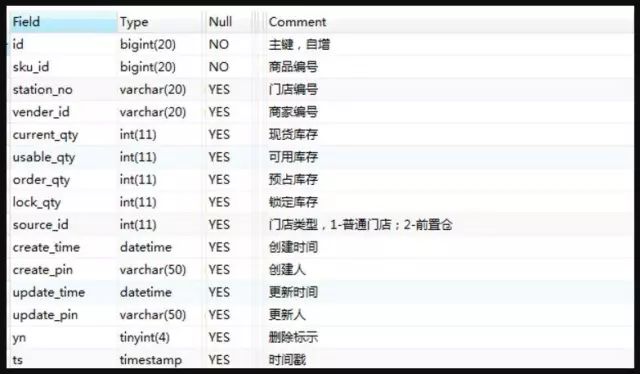 Field Type Null Comment
id bigint(20) NO 主键，自增
sku_id bigint(20) NO 商品编号
station_no varchar(20) YES 门店编号
vender_id varchar(20) YES 商家编号
current_qty int(11) YES 现货库存
usable_qty int(11) YES 可用库存
order_qty int(11) YES 预占库存
lock_qty int(11) YES 锁定库存
source_id int(11) YES 门店类型，1-普通门店；2-前置仓
create_time datetime YES 创建时间
create_pin varchar(50) YES 创建人
update_time datetime YES 更新时间
update_pin varchar(50) YES 更新人
yn tinyint(4) YES 删除标示
ts timestamp YES 时间戳